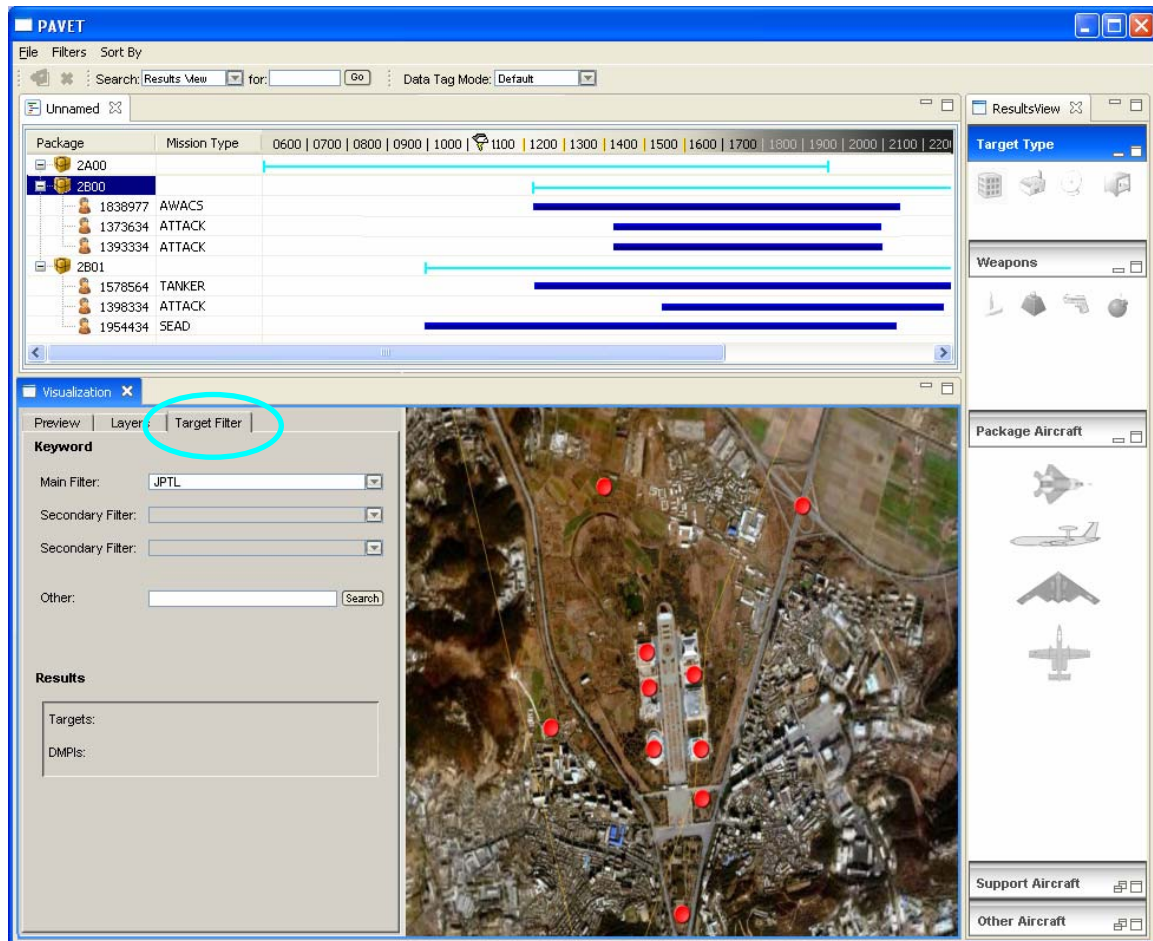 PAVET
File Filters Sort By
Search: Results View for: Go Data Tag Mode: Default
Unnamed
Package Mission Type 0600 | 0700 | 0800 | 0900 | 1000 | 1100 | 1200 | 1300 | 1400 | 1500 | 1600 | 1700 | 1800 | 1900 | 2000 | 2100 | 220
2A00
2B00
1838977 AWACS
1373634 ATTACK
1393334 ATTACK
2B01
1578564 TANKER
1398334 ATTACK
1954434 SEAD
Visualization
Preview Layers Target Filter
Keyword
Main Filter: JPTL
Secondary Filter:
Secondary Filter:
Other: Search
Results
Targets:
DMPIs:
ResultsView
Target Type
Weapons
Package Aircraft
Support Aircraft
Other Aircraft